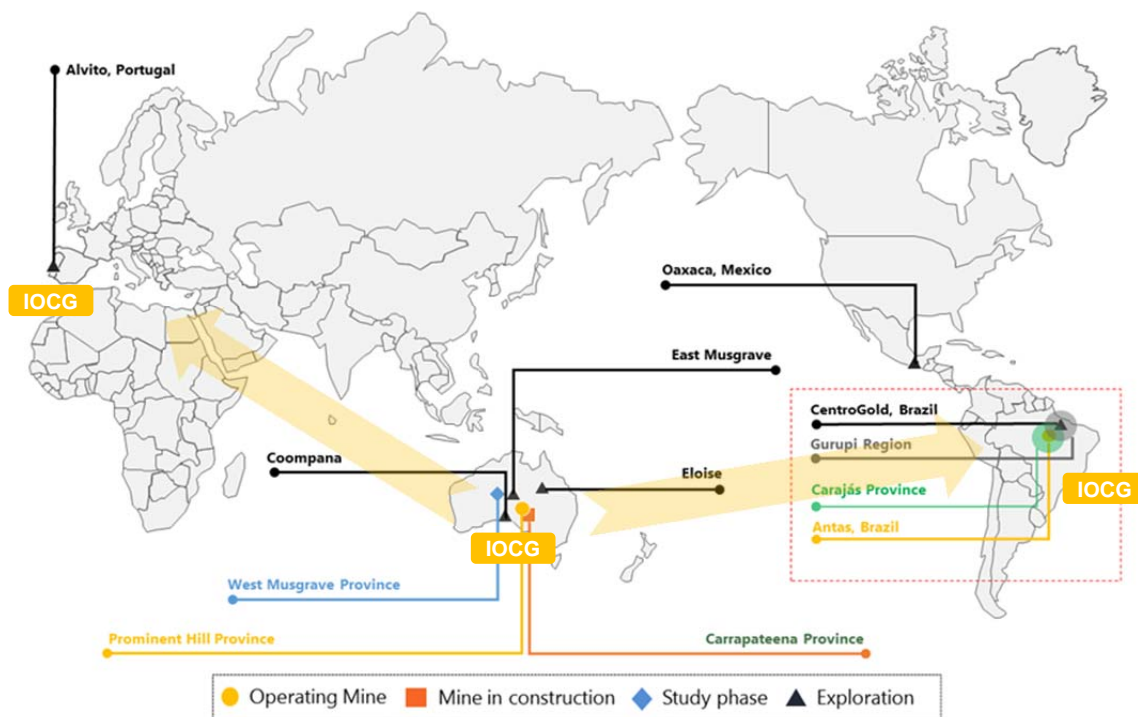 Alvito, Portugal
IOCG
Oaxaca, Mexico
East Musgrave
CentroGold, Brazil
Gurupi Region
Coompana
Eloise
Carajás Province
IOCG
Antas, Brazil
IOCG
West Musgrave Province
Prominent Hill Province
Carrapateena Province
Operating Mine
Mine in construction
Study phase
Exploration